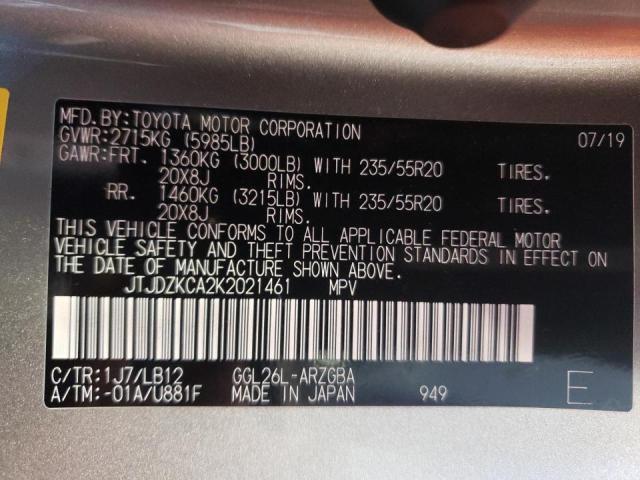 MFD.BY:TOYOTA MOTOR CORPORATION 07/19
GVWR:2715KG (5985LB)
GAWR:FRT. 1360KG (3000LB) WITH 235/55R20 TIRES.
20X8J RIMS.
RR. 1460KG (3215LB) WITH 235/55R20 TIRES.
20X8J RIMS.
THIS VEHICLE CONFORMS TO ALL APPLICABLE FEDERAL MOTOR
VEHICLE SAFETY AND THEFT PREVENTION STANDARDS IN EFFECT ON
THE DATE OF MANUFACTURE SHOWN ABOVE.
JTJDZKCA2K2021461 MPV
C/TR:1J7/LB12 GGL26L-ARZGBA
A/TM:-01A/U881F MADE IN JAPAN 949 E